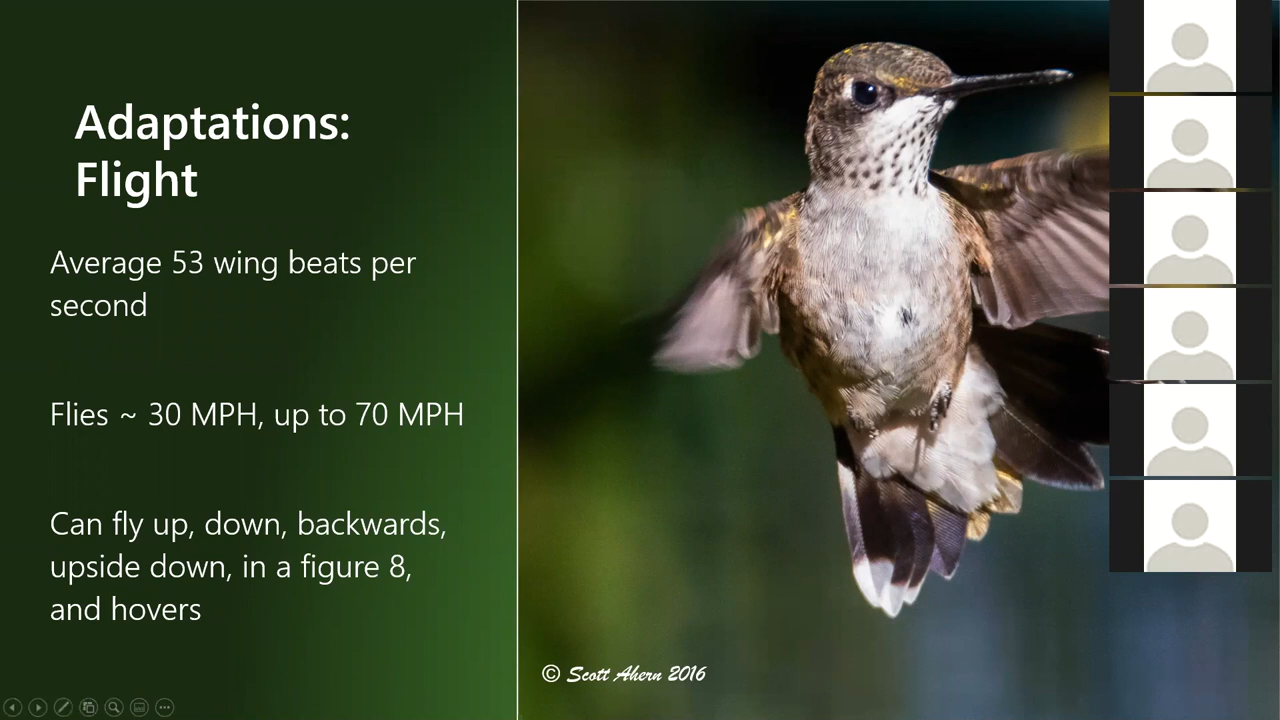 Adaptations:
Flight
Average 53 wing beats per
second
Flies ~ 30 MPH, up to 70 MPH
Can fly up, down, backwards,
upside down, in a figure 8,
and hovers
© Scott Ahern 2016